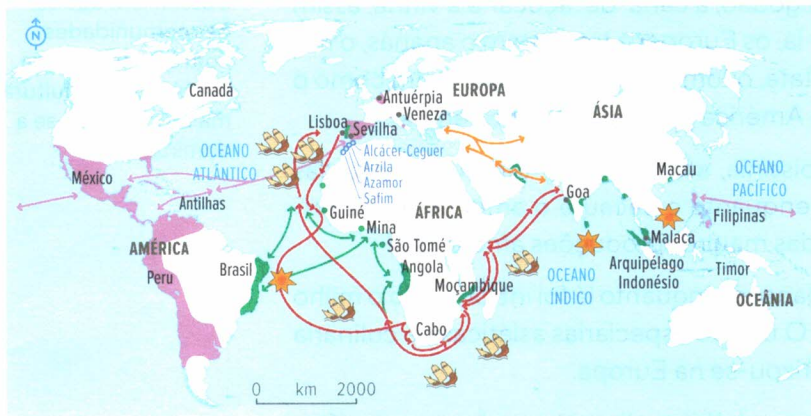 N
Canadá
EUROPA
Antuérpia
Veneza
ÁSIA
Lisboa
Sevilha
OCEANO
ATLÂNTICO
Alcácer-Ceguer
Arzila
Azamor
Safim
México
Antilhas
Macau
OCEANO
PACÍFICO
Goa
Guiné
Mina
ÁFRICA
Filipinas
AMÉRICA
São Tomé
Malaca
Brasil
Angola
Peru
Moçambique
OCEANO
ÍNDICO
Arquipélago
Indonésio
Timor
OCEÂNIA
Cabo
0 km 2000